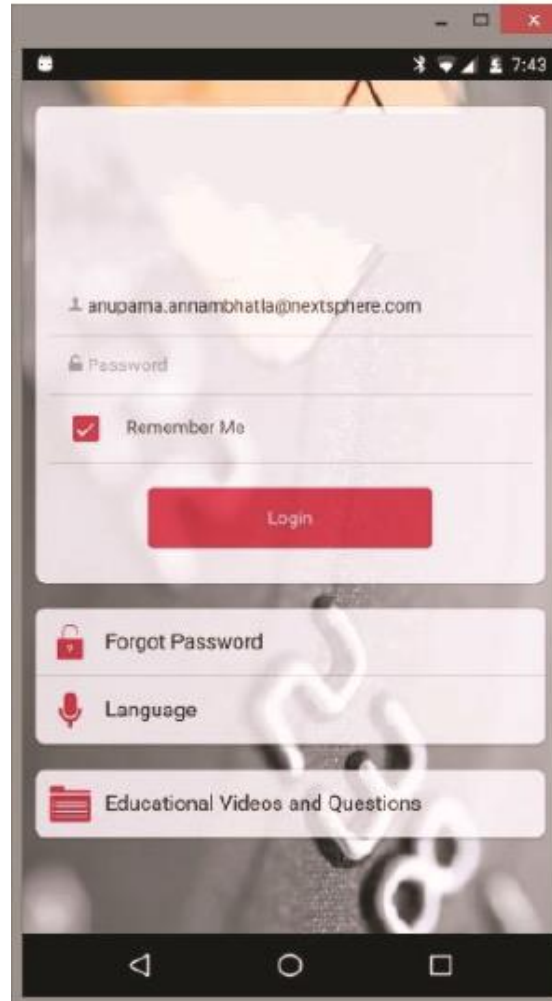 7:43
anupama.annambhatla@nextsphere.com
Password
Remember Me
Login
Forgot Password
Language
Educational Videos and Questions